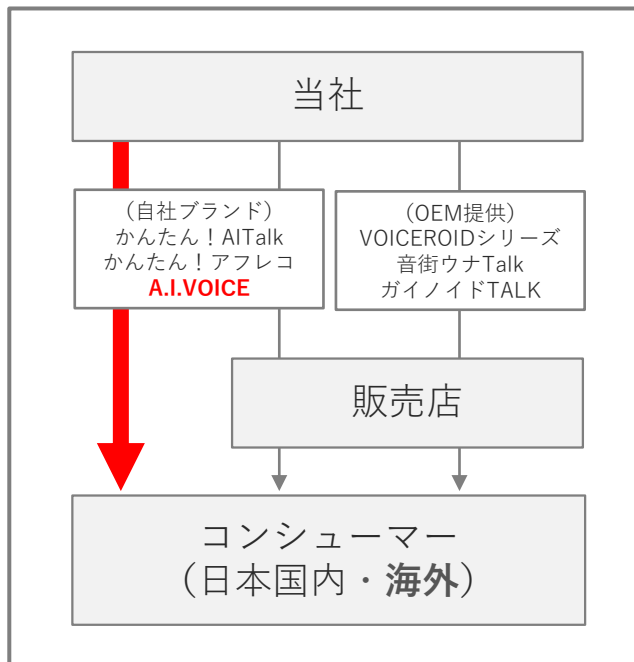 当社
(自社ブランド)
かんたん！AITalk
かんたん！アフレコ
A.I.VOICE
(OEM提供)
VOICEROIDシリーズ
音街ウナTalk
ガイノイドTALK
販売店
コンシューマー
(日本国内・海外)